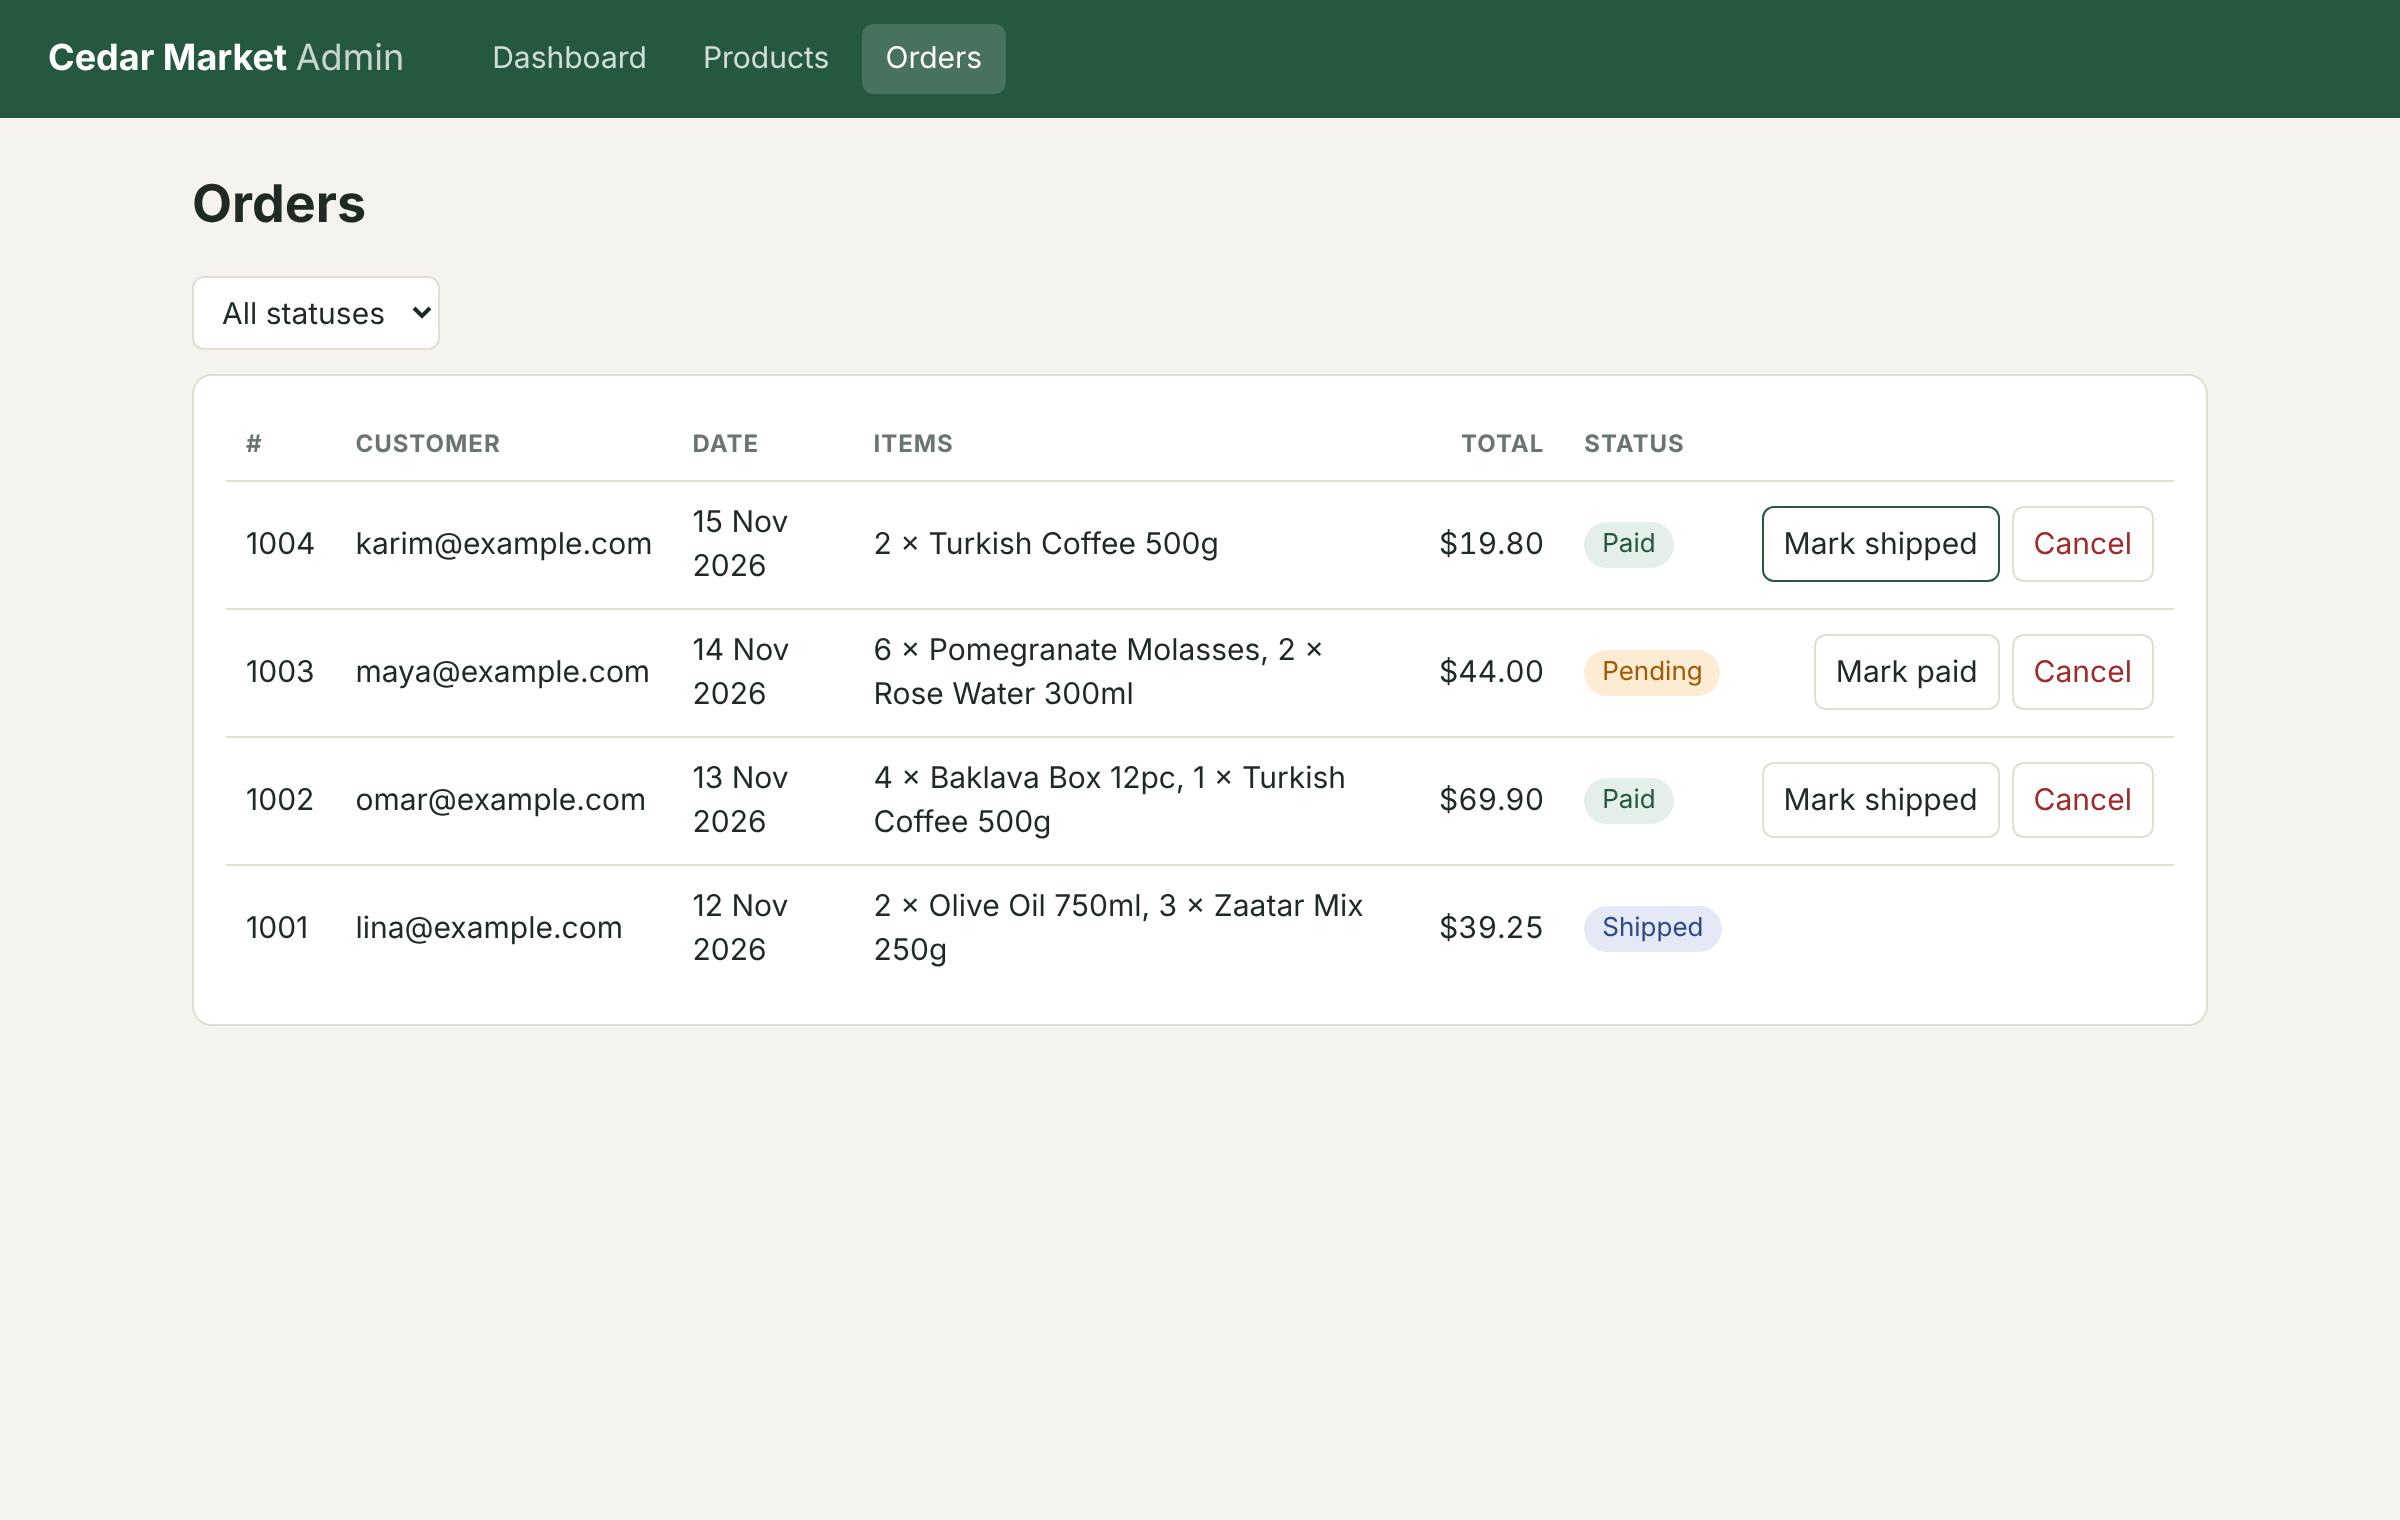 Cedar Market Admin
Dashboard
Products
Orders
Orders
All statuses
# CUSTOMER DATE ITEMS TOTAL STATUS
1004 karim@example.com 15 Nov 2026 2 × Turkish Coffee 500g $19.80 Paid Mark shipped Cancel
1003 maya@example.com 14 Nov 2026 6 × Pomegranate Molasses, 2 × Rose Water 300ml $44.00 Pending Mark paid Cancel
1002 omar@example.com 13 Nov 2026 4 × Baklava Box 12pc, 1 × Turkish Coffee 500g $69.90 Paid Mark shipped Cancel
1001 lina@example.com 12 Nov 2026 2 × Olive Oil 750ml, 3 × Zaatar Mix 250g $39.25 Shipped